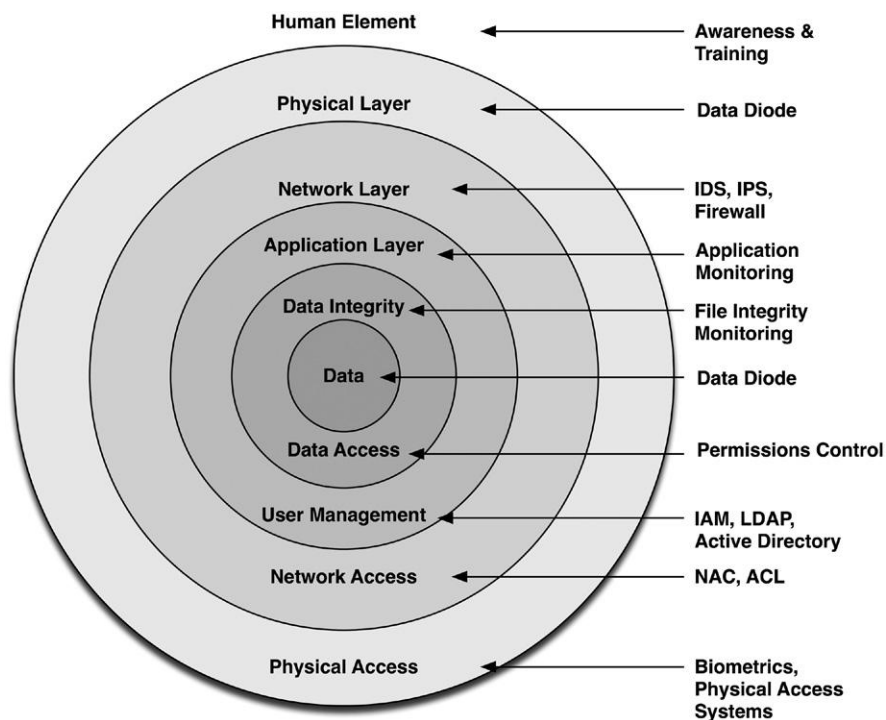 Human Element
Awareness &
Training
Physical Layer
Data Diode
Network Layer
IDS, IPS,
Firewall
Application Layer
Application
Monitoring
Data Integrity
File Integrity
Monitoring
Data
Data Diode
Data Access
Permissions Control
User Management
IAM, LDAP,
Active Directory
Network Access
NAC, ACL
Physical Access
Biometrics,
Physical Access
Systems